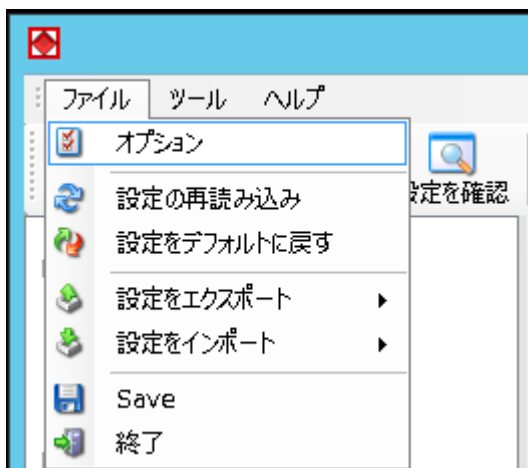 ファイル ツール ヘルプ
オプション
設定を確認
設定の再読み込み
設定をデフォルトに戻す
設定をエクスポート
設定をインポート
Save
終了